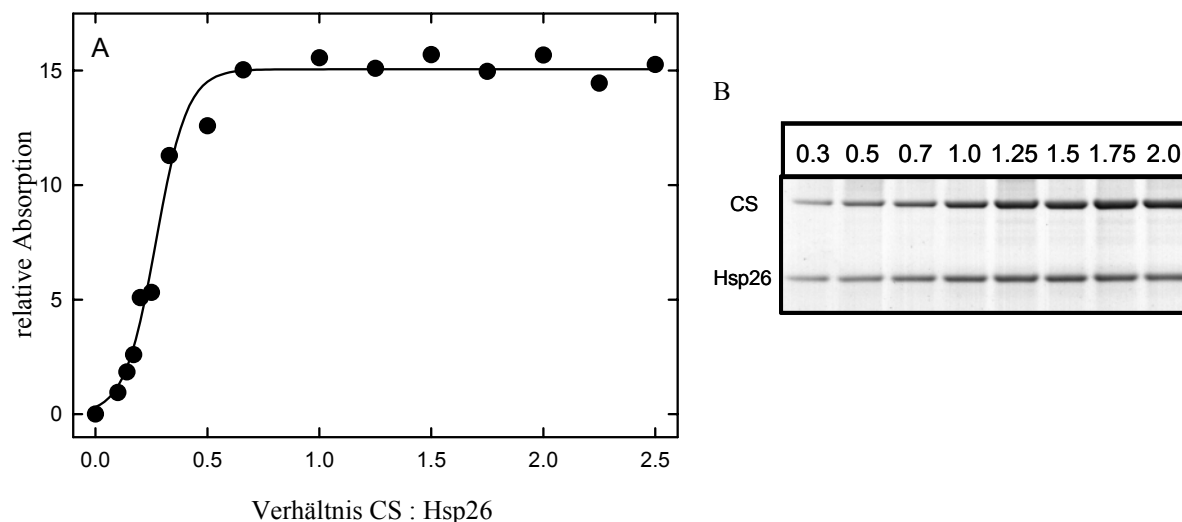 A
relative Absorption
15
10
5
0
0.0 0.5 1.0 1.5 2.0 2.5
Verhältnis CS : Hsp26
B
0.3 0.5 0.7 1.0 1.25 1.5 1.75 2.0
CS
Hsp26